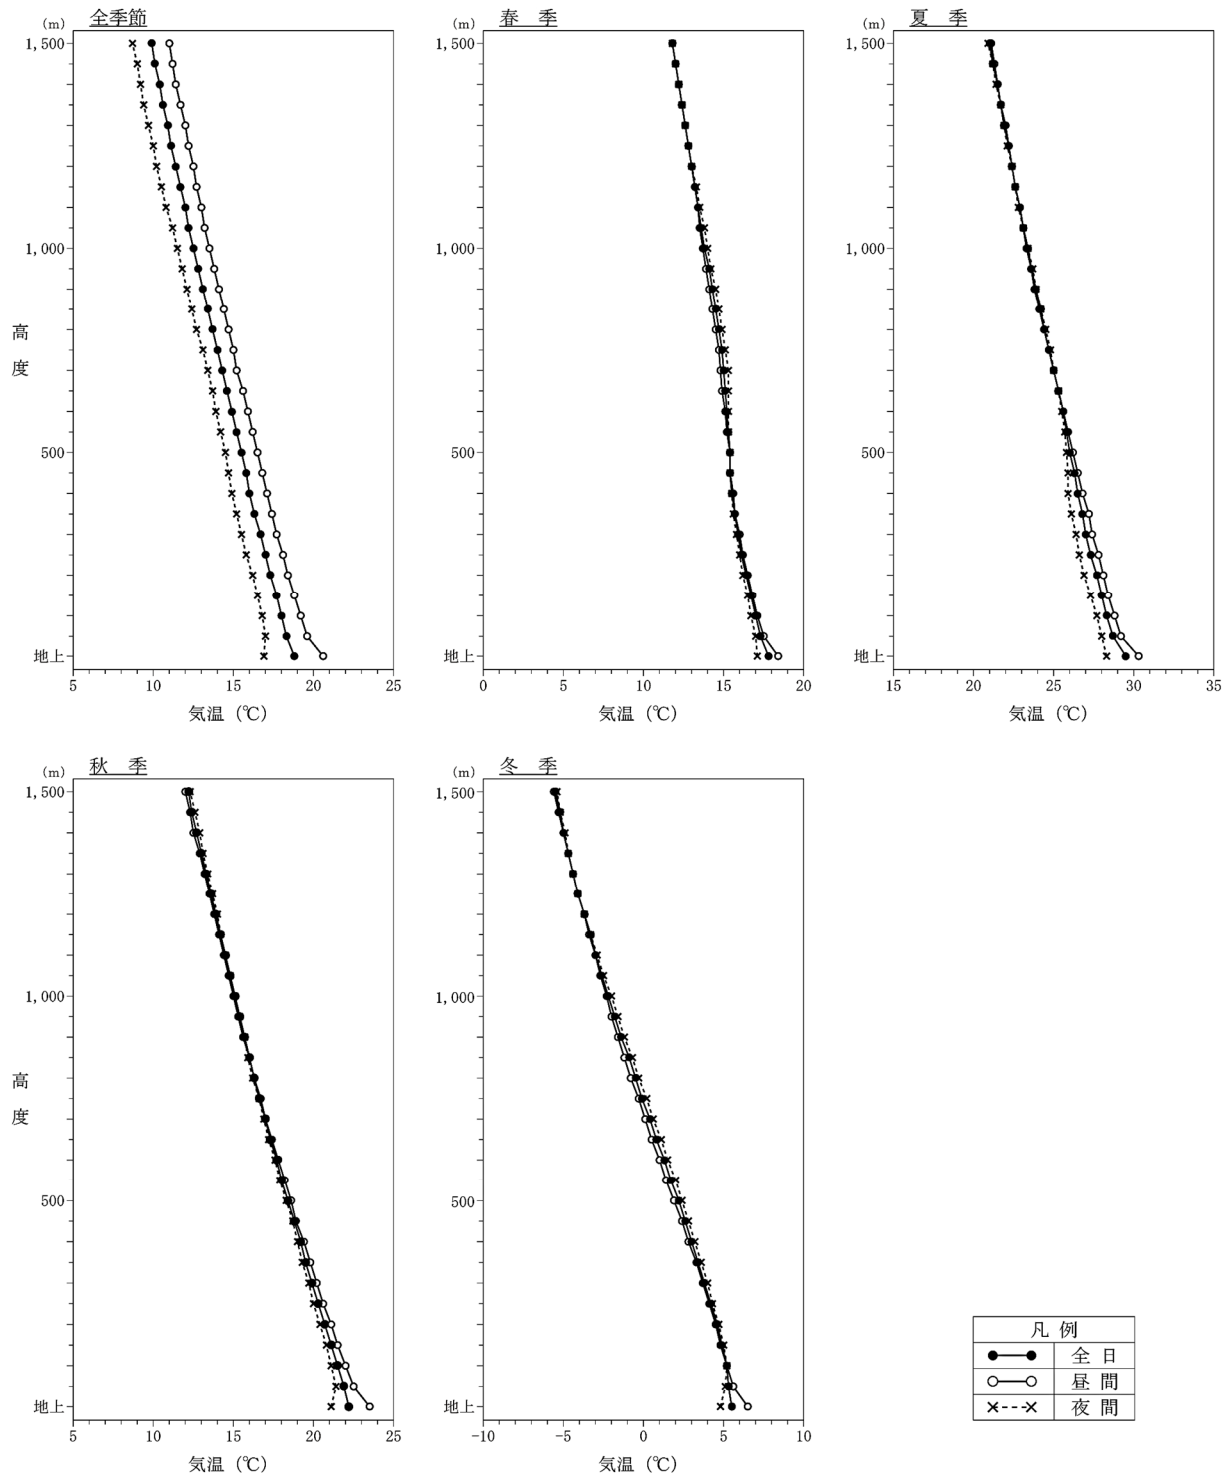 (m) 全季節
1,500
1,000
500
地上
高度
5 10 15 20 25
気温 (℃)
(m) 春　季
1,500
1,000
500
地上
0 5 10 15 20
気温 (℃)
(m) 夏　季
1,500
1,000
500
地上
15 20 25 30 35
気温 (℃)
(m) 秋　季
1,500
1,000
500
地上
高度
5 10 15 20 25
気温 (℃)
(m) 冬　季
1,500
1,000
500
地上
-10 -5 0 5 10
気温 (℃)
凡 例
全 日
昼 間
夜 間